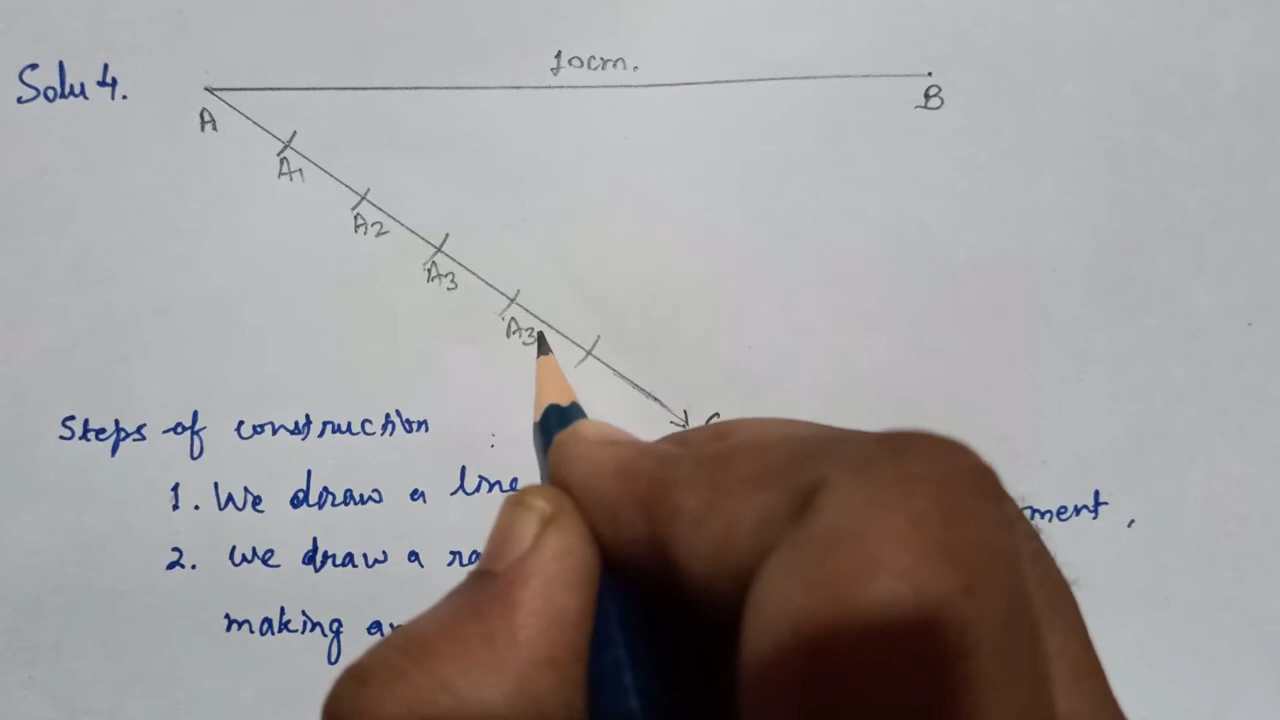 10cm.
Solu 4.
A
B
A1
A2
A3
A3
Steps of construction :
1. We draw a line
ment,
2. We draw a
making